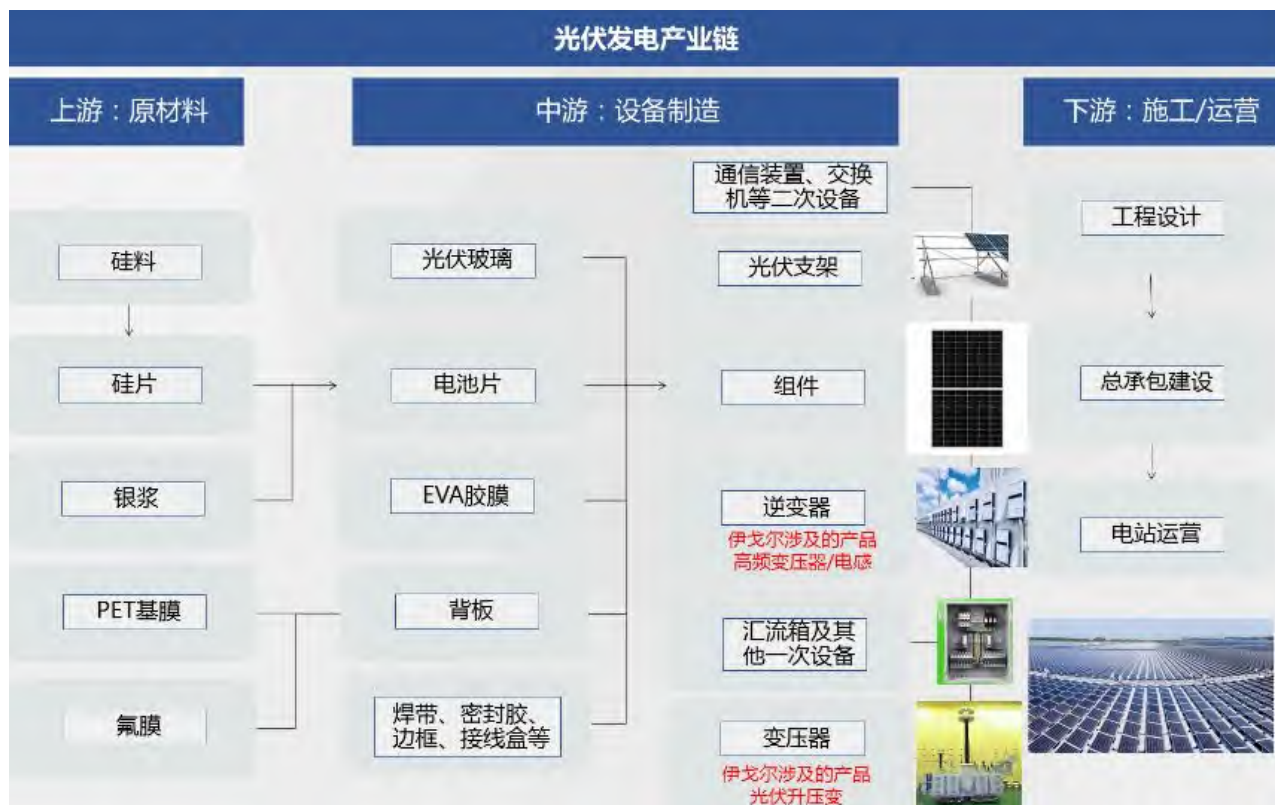 光伏发电产业链
上游：原材料
中游：设备制造
下游：施工/运营
硅料
硅片
银浆
PET基膜
氟膜
光伏玻璃
电池片
EVA胶膜
背板
焊带、密封胶、
边框、接线盒等
通信装置、交换
机等二次设备
光伏支架
组件
逆变器
伊戈尔涉及的产品
高频变压器/电感
汇流箱及其
他一次设备
变压器
伊戈尔涉及的产品
光伏升压变
工程设计
总承包建设
电站运营